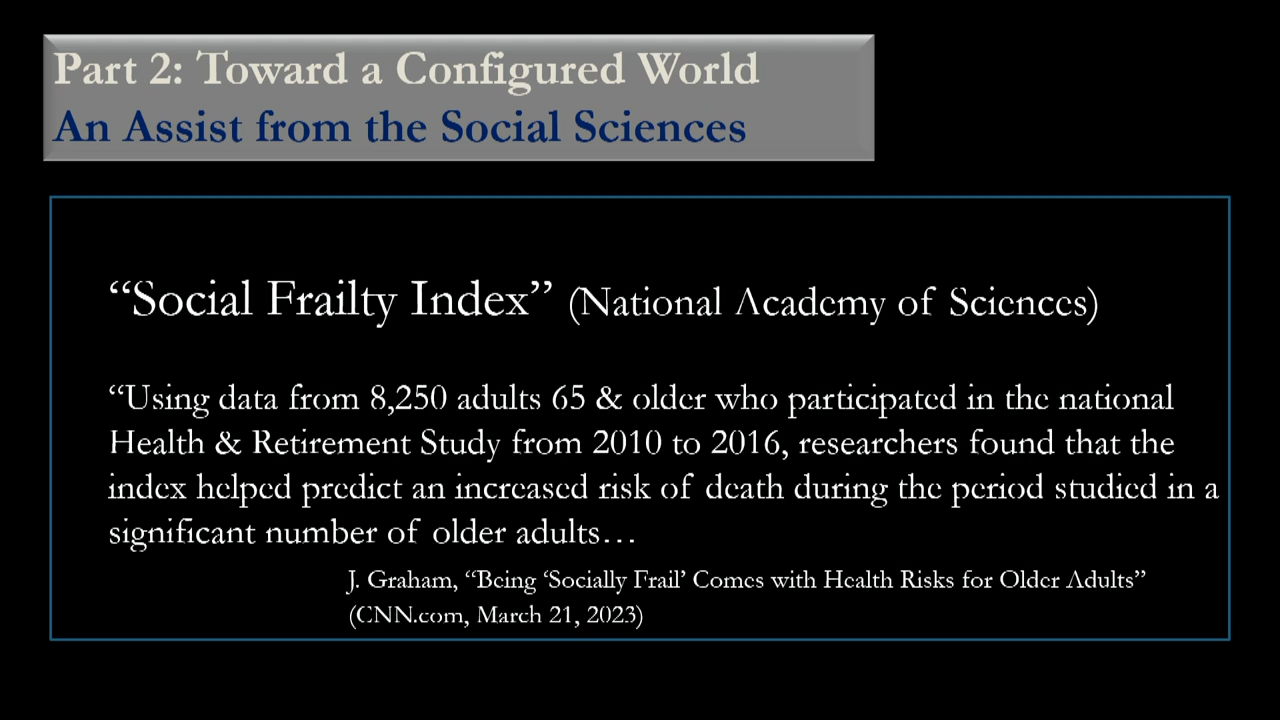 Part 2: Toward a Configured World
An Assist from the Social Sciences
“Social Frailty Index” (National Academy of Sciences)
“Using data from 8,250 adults 65 & older who participated in the national
Health & Retirement Study from 2010 to 2016, researchers found that the
index helped predict an increased risk of death during the period studied in a
significant number of older adults…
J. Graham, “Being ‘Socially Frail’ Comes with Health Risks for Older Adults”
(CNN.com, March 21, 2023)